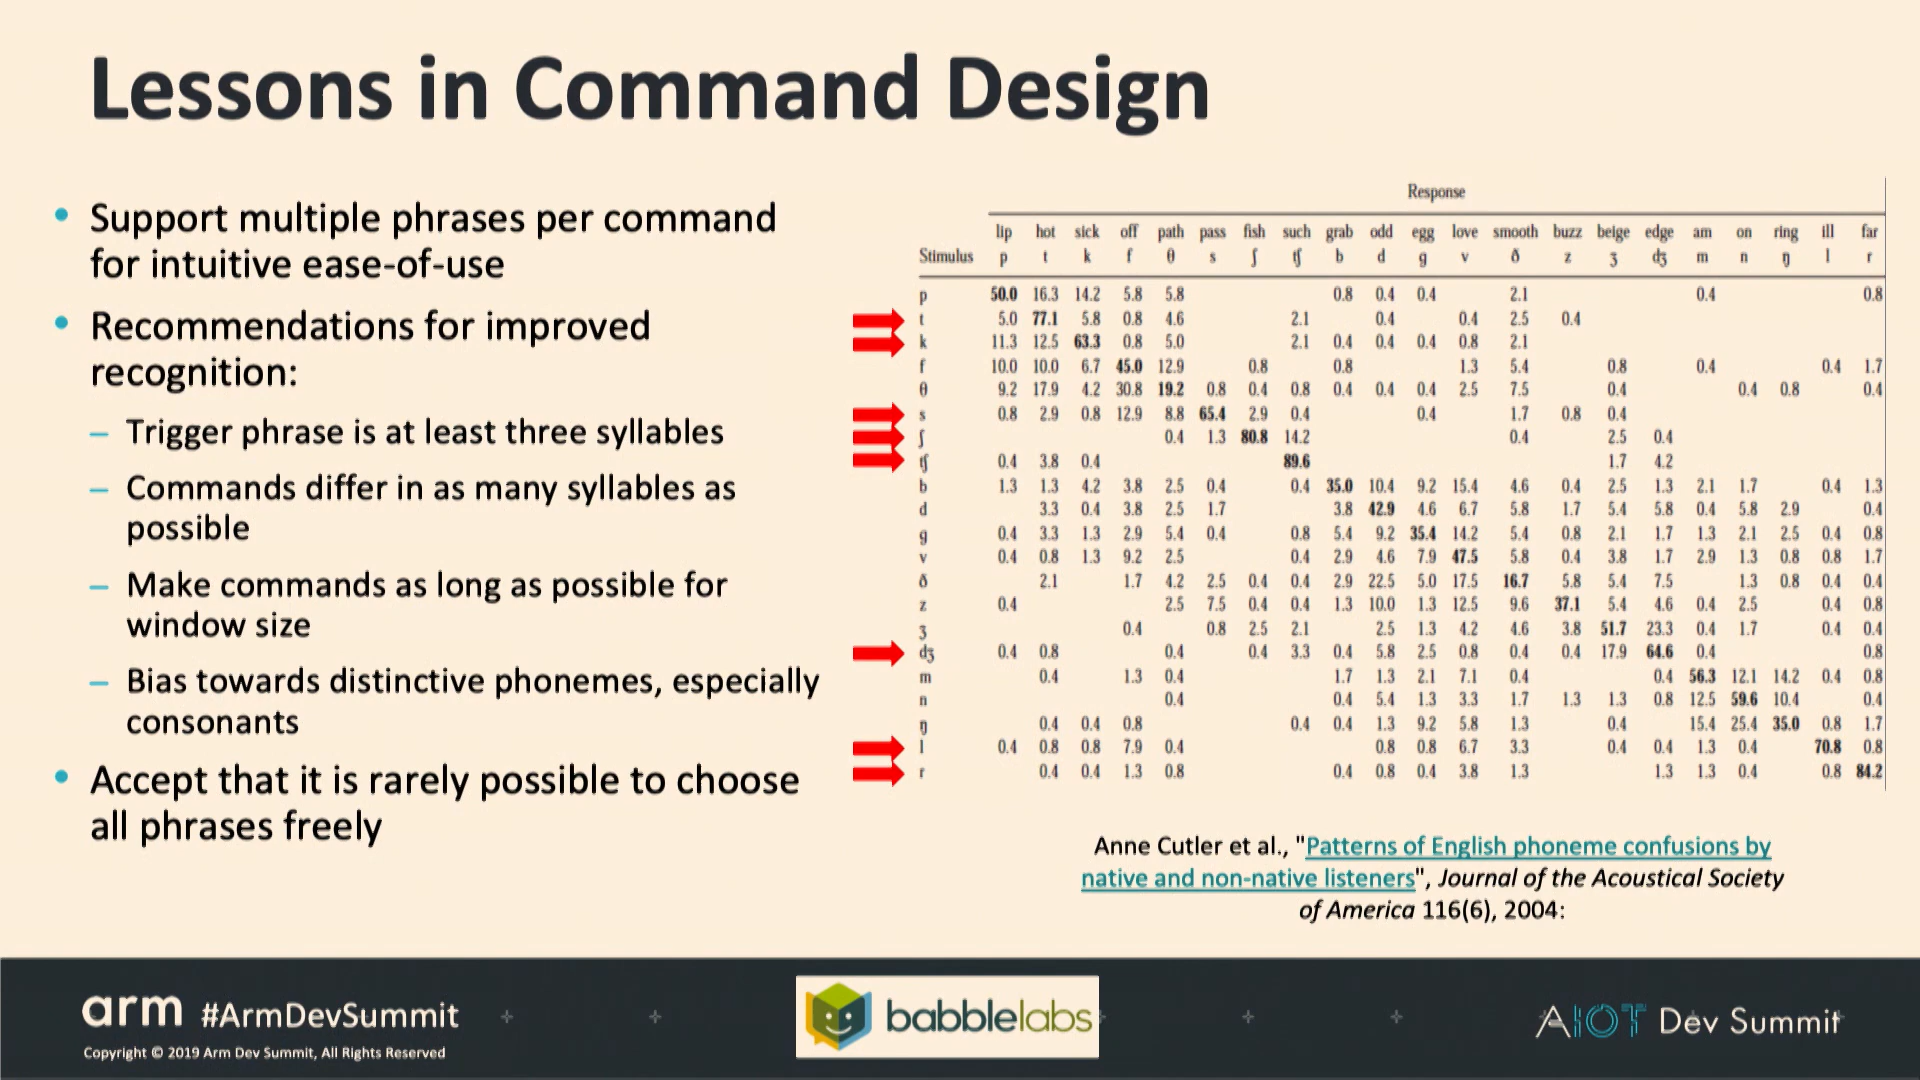 Lessons in Command Design
• Support multiple phrases per command
for intuitive ease-of-use
• Recommendations for improved
recognition:
– Trigger phrase is at least three syllables
– Commands differ in as many syllables as
possible
– Make commands as long as possible for
window size
– Bias towards distinctive phonemes, especially
consonants
• Accept that it is rarely possible to choose
all phrases freely
Response
lip hot sick off path pass fish such grab odd egg love smooth buzz beige edge am on ring ill far
Stimulus p t k f θ s ʃ tʃ b d g v ð z ʒ dʒ m n ŋ l r
p 50.0 16.3 14.2 5.8 5.8 0.8 0.4 0.4 2.1 0.4 0.8
t 5.0 77.1 5.8 0.8 4.6 2.1 0.4 0.4 2.5 0.4
k 11.3 12.5 63.3 0.8 5.0 2.1 0.4 0.4 0.4 0.8 2.1
f 10.0 10.0 6.7 45.0 12.9 0.8 0.8 1.3 5.4 0.8 0.4 0.4 1.7
θ 9.2 17.9 4.2 30.8 19.2 0.8 0.4 0.8 0.4 0.4 0.4 2.5 7.5 0.4 0.4 0.8 0.4
s 0.8 2.9 0.8 12.9 8.8 65.4 2.9 0.4 0.4 1.7 0.8 0.4
ʃ 0.4 1.3 80.8 14.2 0.4 2.5 0.4
tʃ 0.4 3.8 0.4 89.6 1.7 4.2
b 1.3 1.3 4.2 3.8 2.5 0.4 0.4 35.0 10.4 9.2 15.4 4.6 0.4 2.5 1.3 2.1 1.7 0.4 1.3
d 3.3 0.4 3.8 2.5 1.7 3.8 42.9 4.6 6.7 5.8 1.7 5.4 5.8 0.4 5.8 2.9 0.4
g 0.4 3.3 1.3 2.9 5.4 0.4 0.8 5.4 9.2 35.4 14.2 5.4 0.8 2.1 1.7 1.3 2.1 2.5 0.4 0.8
v 0.4 0.8 1.3 9.2 2.5 0.4 2.9 4.6 7.9 47.5 5.8 0.4 3.8 1.7 2.9 1.3 0.8 0.8 1.7
ð 2.1 1.7 4.2 2.5 0.4 0.4 2.9 22.5 5.0 17.5 16.7 5.8 5.4 7.5 1.3 0.8 0.4 0.4
z 0.4 2.5 7.5 0.4 0.4 1.3 10.0 1.3 12.5 9.6 37.1 5.4 4.6 0.4 2.5 0.4 0.8
ʒ 0.4 0.8 2.5 2.1 2.5 1.3 4.2 4.6 3.8 51.7 23.3 0.4 1.7 0.4 0.4
dʒ 0.4 0.8 0.4 0.4 3.3 0.4 5.8 2.5 0.8 0.4 0.4 17.9 64.6 0.4 0.8
m 0.4 1.3 0.4 1.7 1.3 2.1 7.1 0.4 0.4 56.3 12.1 14.2 0.4 0.8
n 0.4 0.4 5.4 1.3 3.3 1.7 1.3 1.3 0.8 12.5 59.6 10.4 0.4
ŋ 0.4 0.4 0.8 0.4 0.4 1.3 9.2 5.8 1.3 0.4 15.4 25.4 35.0 0.8 1.7
l 0.4 0.8 0.8 7.9 0.4 0.8 0.8 6.7 3.3 0.4 0.4 1.3 0.4 70.8 0.8
r 0.4 0.4 1.3 0.8 0.4 0.8 0.4 3.8 1.3 1.3 1.3 0.4 0.8 84.2
Anne Cutler et al., "Patterns of English phoneme confusions by
native and non-native listeners", Journal of the Acoustical Society
of America 116(6), 2004:
arm #ArmDevSummit
Copyright © 2019 Arm Dev Summit, All Rights Reserved
babblelabs
AIOT Dev Summit